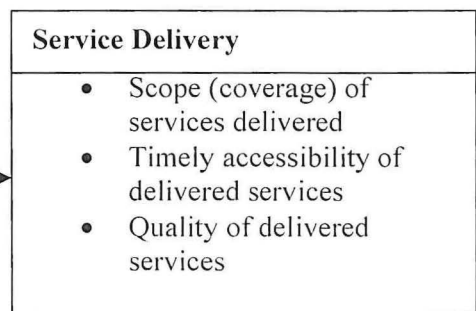 Service Delivery
• Scope (coverage) of
services delivered
• Timely accessibility of
delivered services
• Quality of delivered
services